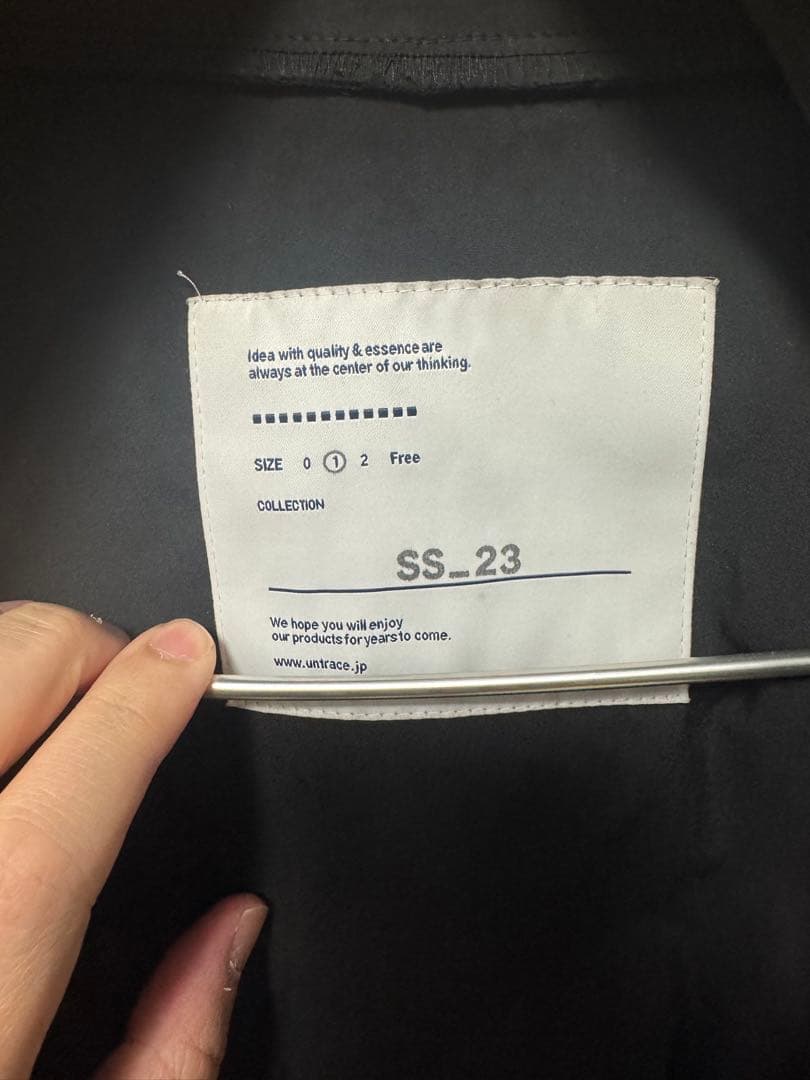 Idea with quality & essence are
always at the center of our thinking.
SIZE 0 1 2 Free
COLLECTION
SS_23
We hope you will enjoy
our products for years to come.
www.untrace.jp